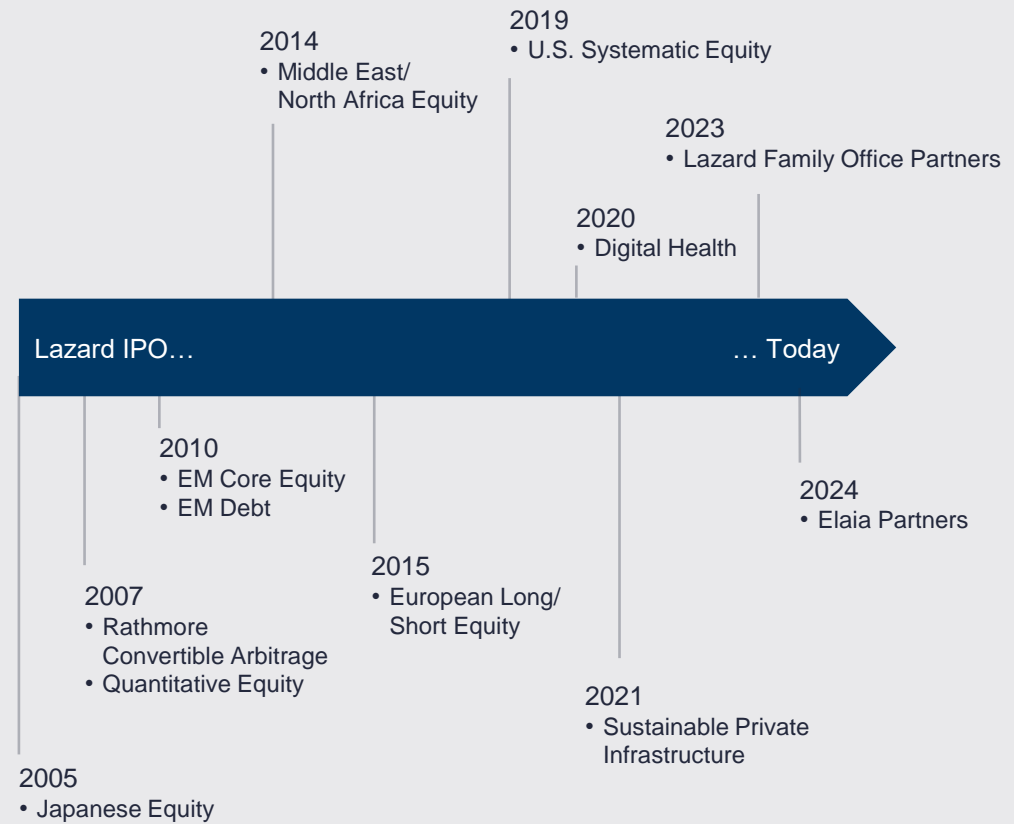 2019
• U.S. Systematic Equity
2014
• Middle East/
North Africa Equity
2023
• Lazard Family Office Partners
2020
• Digital Health
Lazard IPO…
… Today
2010
• EM Core Equity
• EM Debt
2024
• Elaia Partners
2015
• European Long/
Short Equity
2007
• Rathmore
Convertible Arbitrage
• Quantitative Equity
2021
• Sustainable Private
Infrastructure
2005
• Japanese Equity